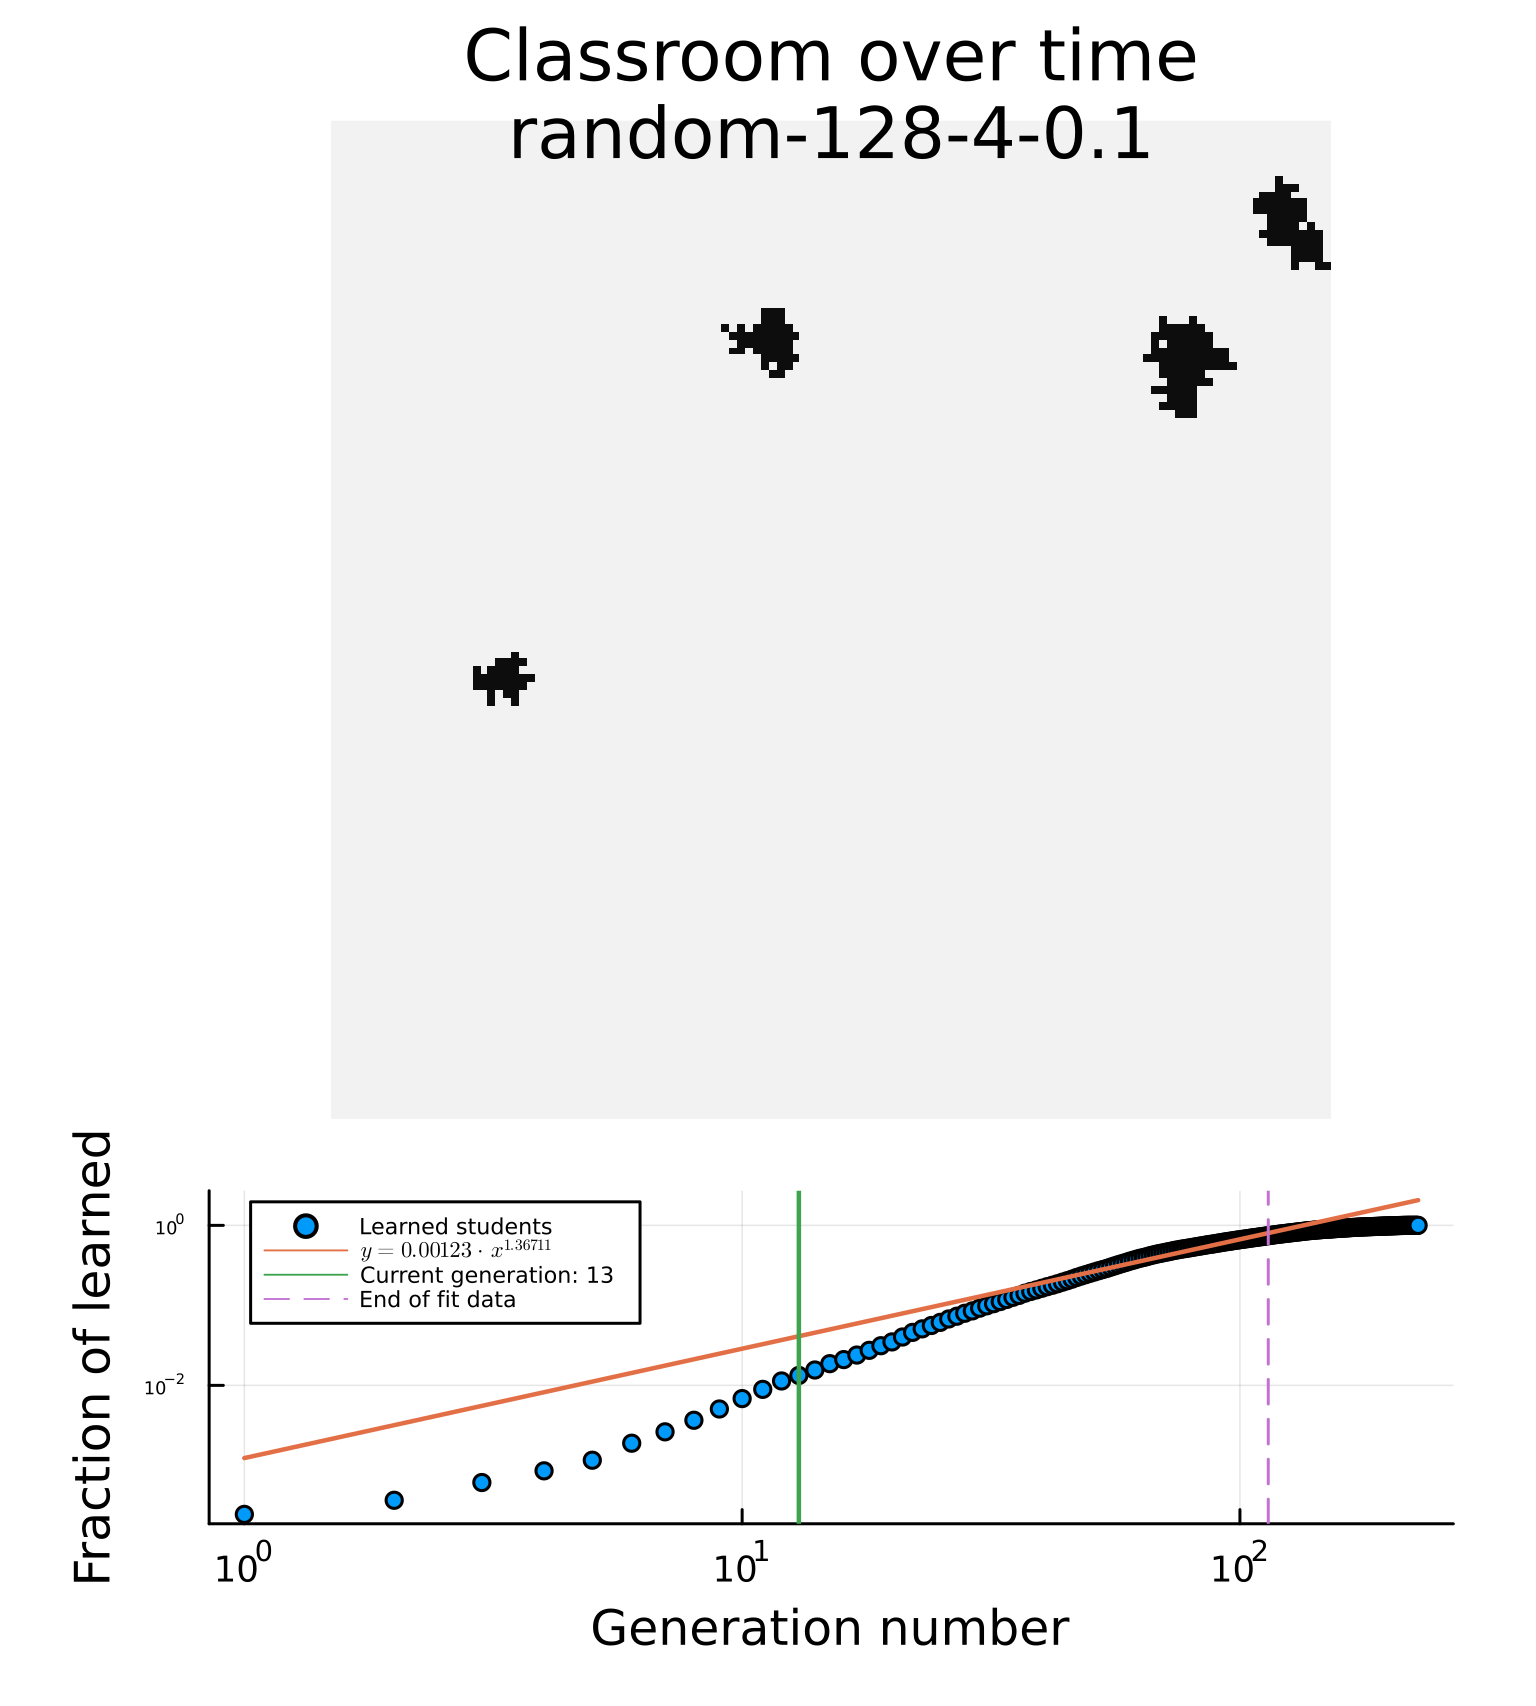 Classroom over time
random-128-4-0.1
Fraction of learned
10^0
10^−2
Learned students
y = 0.00123 · x^1.36711
Current generation: 13
End of fit data
10^0
10^1
10^2
Generation number